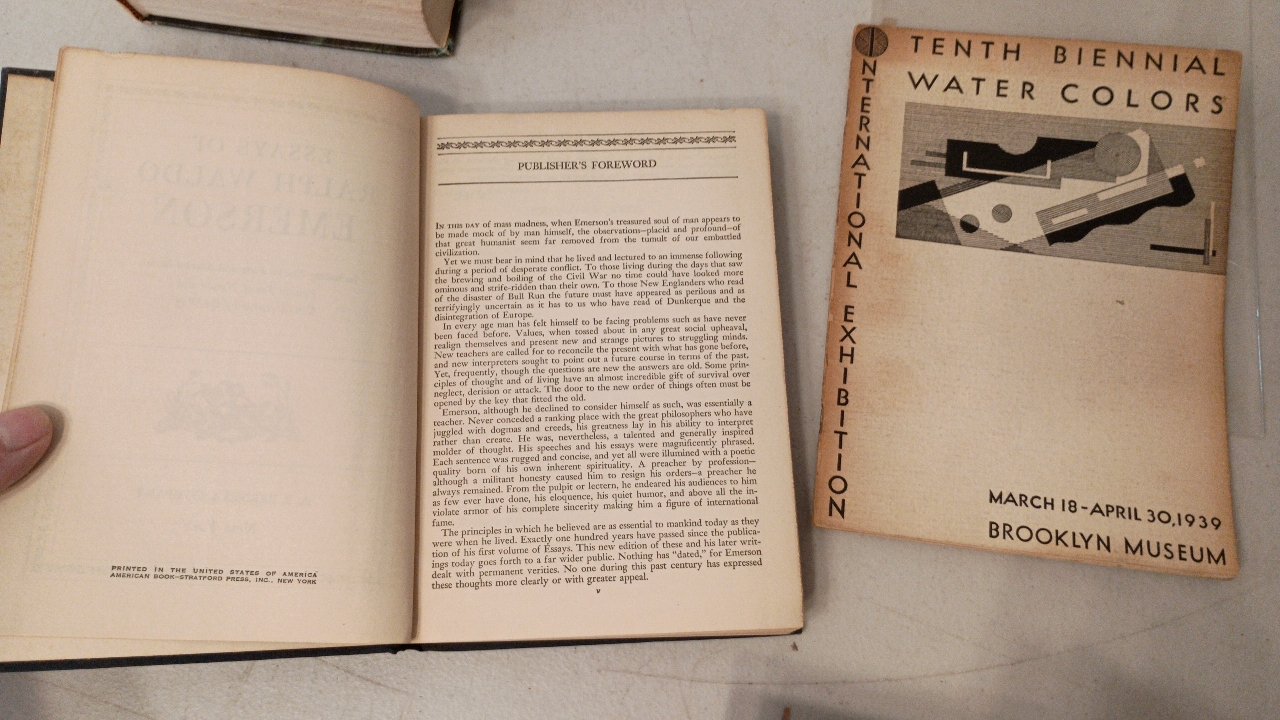 ESSAYS OF
RALPH WALDO
EMERSON
PRINTED IN THE UNITED STATES OF AMERICA
AMERICAN BOOK—STRATFORD PRESS, INC., NEW YORK
PUBLISHER'S FOREWORD
IN THIS DAY of mass madness, when Emerson's treasured soul of man appears to
be made mock of by man himself, the observations—placid and profound—of
that great humanist seem far removed from the tumult of our embattled
civilization.
Yet we must bear in mind that he lived and lectured to an immense following
during a period of desperate conflict. To those living during the days that saw
the brewing and boiling of the Civil War no time could have looked more
ominous and strife-ridden than their own. To those New Englanders who read
of the disaster of Bull Run the future must have appeared as perilous and as
terrifyingly uncertain as it has to us who have read of Dunkerque and the
disintegration of Europe.
In every age man has felt himself to be facing problems such as have never
been faced before. Values, when tossed about in any great social upheaval,
realign themselves and present new and strange pictures to struggling minds.
New teachers are called for to reconcile the present with what has gone before,
and new interpreters sought to point out a future course in terms of the past.
Yet, frequently, though the questions are new the answers are old. Some prin-
ciples of thought and of living have an almost incredible gift of survival over
neglect, derision or attack. The door to the new order of things often must be
opened by the key that fitted the old.
Emerson, although he declined to consider himself as such, was essentially a
teacher. Never conceded a ranking place with the great philosophers who have
juggled with dogmas and creeds, his greatness lay in his ability to interpret
rather than create. He was, nevertheless, a talented and generally inspired
molder of thought. His speeches and his essays were magnificently phrased.
Each sentence was rugged and concise, and yet all were illumined with a poetic
quality born of his own inherent spirituality. A preacher by profession—
although a militant honesty caused him to resign his orders—a preacher he
always remained. From the pulpit or lectern, he endeared his audiences to him
as few ever have done, his eloquence, his quiet humor, and above all the in-
violate armor of his complete sincerity making him a figure of international
fame.
The principles in which he believed are as essential to mankind today as they
were when he lived. Exactly one hundred years have passed since the publica-
tion of his first volume of Essays. This new edition of these and his later writ-
ings today goes forth to a far wider public. Nothing has "dated," for Emerson
dealt with permanent verities. No one during this past century has expressed
these thoughts more clearly or with greater appeal.
v
INTERNATIONAL EXHIBITION
TENTH BIENNIAL
WATER COLORS
MARCH 18-APRIL 30, 1939
BROOKLYN MUSEUM